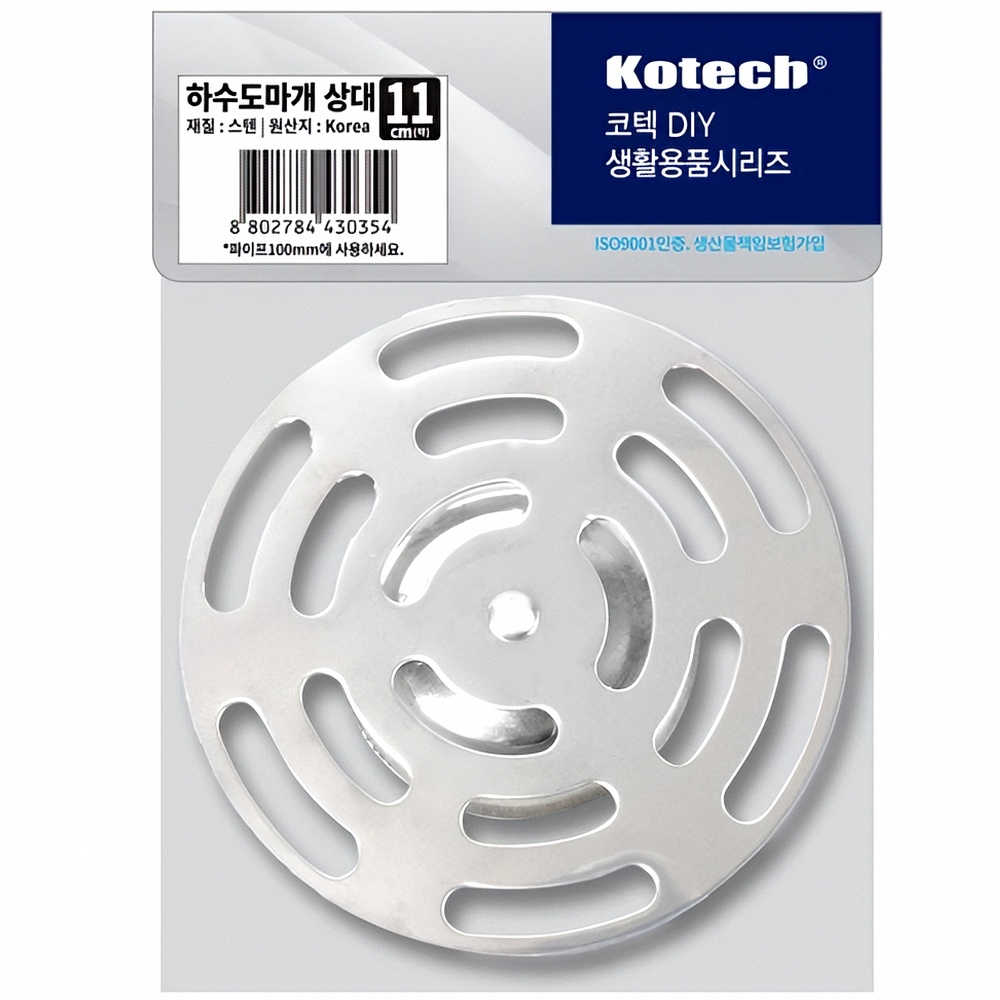 하수도마개 상대 11
cm(대)
재질 : 스텐 | 원산지 : Korea
8 802784 430354
*파이프100mm에 사용하세요.
Kotech®
코텍 DIY
생활용품시리즈
ISO9001인증. 생산물책임보험가입